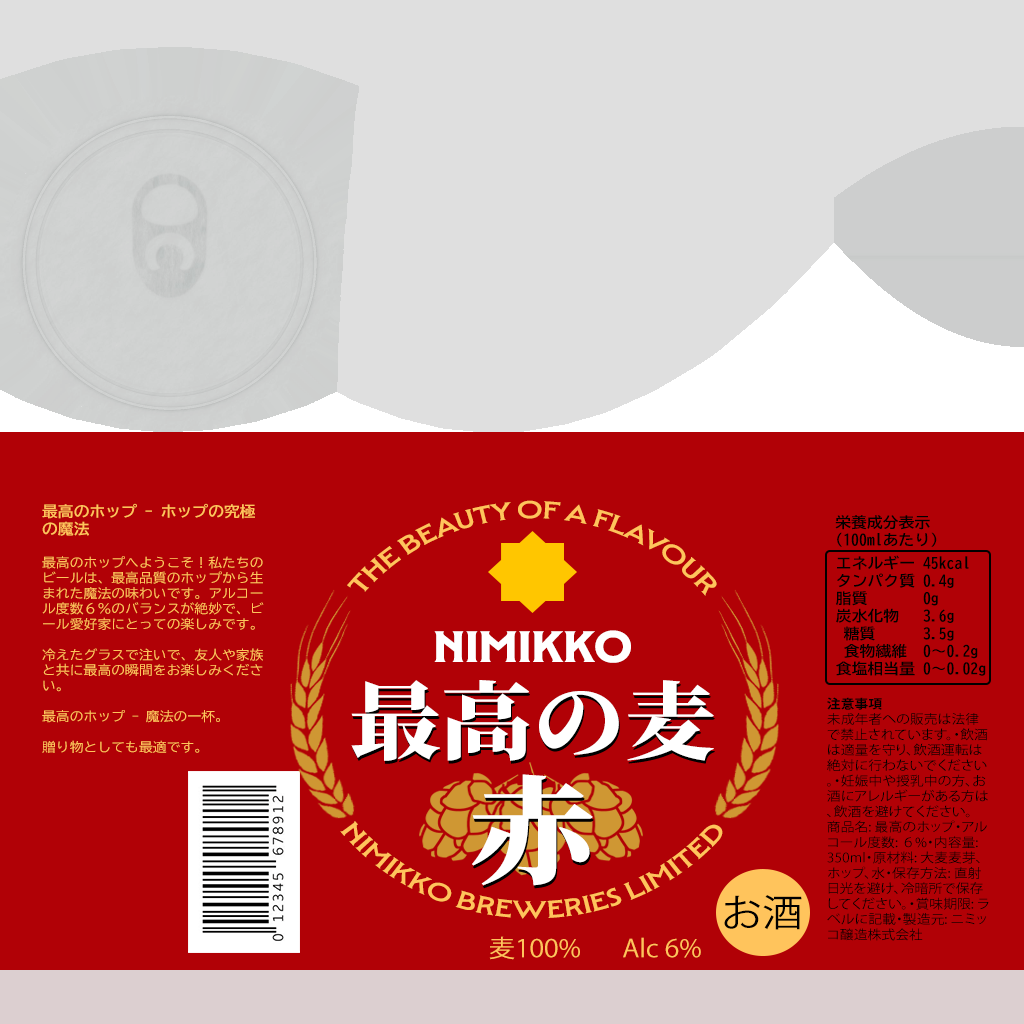 最高のホップ - ホップの究極
の魔法
最高のホップへようこそ！私たちの
ビールは、最高品質のホップから生
まれた魔法の味わいです。アルコー
ル度数６％のバランスが絶妙で、ビ
ール愛好家にとっての楽しみです。
冷えたグラスで注いで、友人や家族
と共に最高の瞬間をお楽しみくださ
い。
最高のホップ - 魔法の一杯。
贈り物としても最適です。
0 12345 678912
THE BEAUTY OF A FLAVOUR
NIMIKKO
最高の麦
赤
NIMIKKO BREWERIES LIMITED
麦100% Alc 6%
お酒
栄養成分表示
(100mlあたり)
エネルギー 45kcal
タンパク質 0.4g
脂質 0g
炭水化物 3.6g
糖質 3.5g
食物繊維 0〜0.2g
食塩相当量 0〜0.02g
注意事項
未成年者への販売は法律
で禁止されています。・飲酒
は適量を守り、飲酒運転は
絶対に行わないでください
。・妊娠中や授乳中の方、お
酒にアレルギーがある方は
、飲酒を避けてください。
商品名: 最高のホップ・アル
コール度数: 6%・内容量:
350ml・原材料: 大麦麦芽、
ホップ、水・保存方法: 直射
日光を避け、冷暗所で保存
してください。・賞味期限: ラ
ベルに記載・製造元: ニミッ
コ醸造株式会社